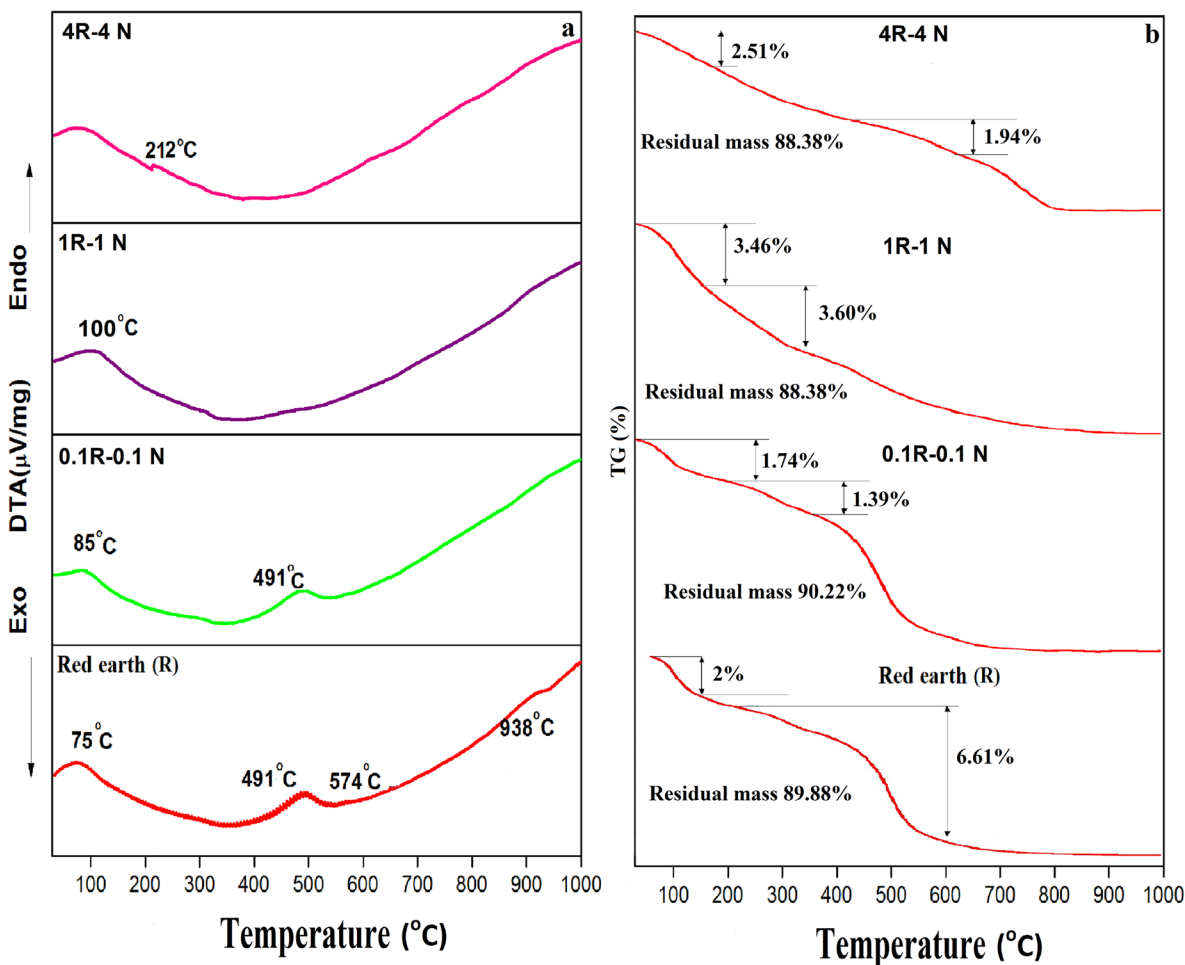 4R-4 N
a
212°C
1R-1 N
100°C
0.1R-0.1 N
85°C
491°C
Red earth (R)
75°C
491°C
574°C
938°C
Exo DTA(μV/mg) Endo
100 200 300 400 500 600 700 800 900 1000
Temperature (°C)
4R-4 N
b
2.51%
1.94%
Residual mass 88.38%
3.46%
1R-1 N
3.60%
Residual mass 88.38%
0.1R-0.1 N
1.74%
1.39%
Residual mass 90.22%
2%
Red earth (R)
6.61%
Residual mass 89.88%
TG (%)
100 200 300 400 500 600 700 800 900 1000
Temperature (°C)